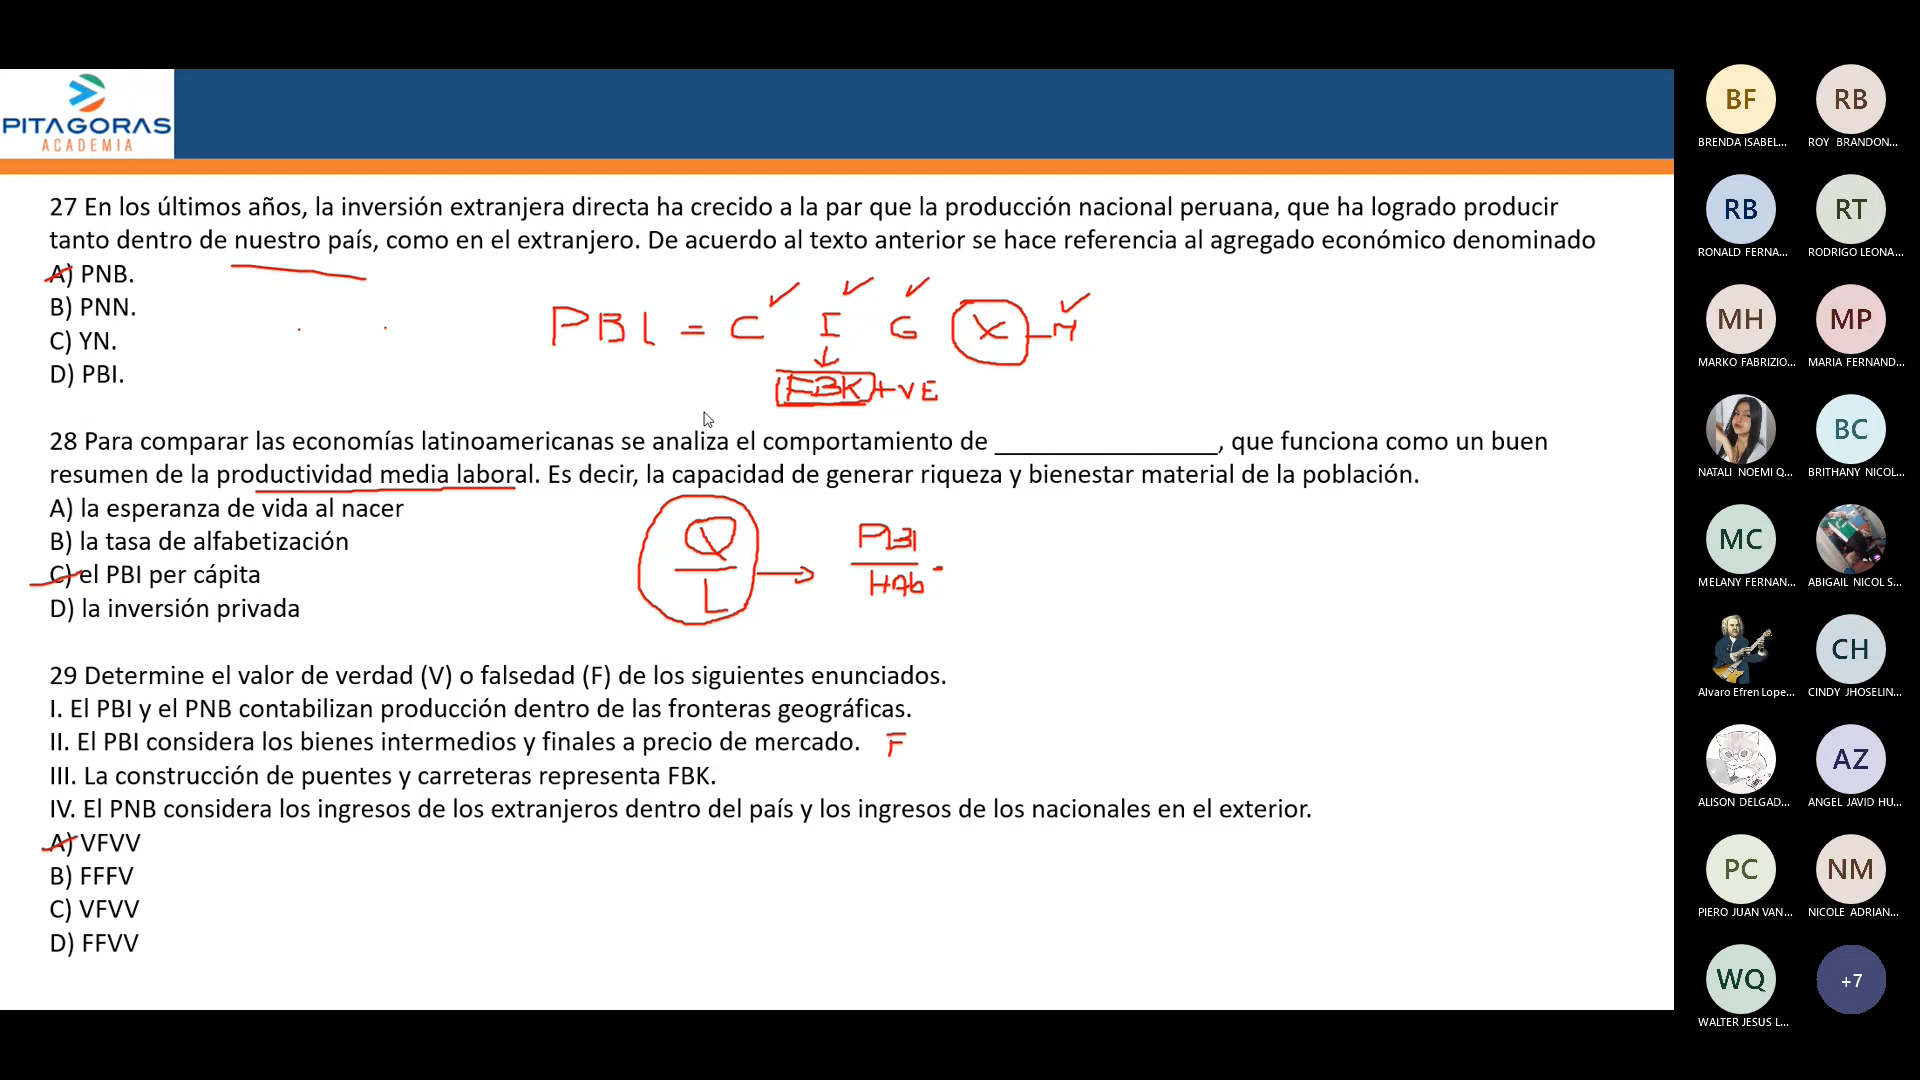 PITAGORAS
ACADEMIA
27 En los últimos años, la inversión extranjera directa ha crecido a la par que la producción nacional peruana, que ha logrado producir
tanto dentro de nuestro país, como en el extranjero. De acuerdo al texto anterior se hace referencia al agregado económico denominado
A) PNB.
B) PNN.
C) YN.
D) PBI.
PBI = C I G X - M
FBK + VE
28 Para comparar las economías latinoamericanas se analiza el comportamiento de _________________, que funciona como un buen
resumen de la productividad media laboral. Es decir, la capacidad de generar riqueza y bienestar material de la población.
A) la esperanza de vida al nacer
B) la tasa de alfabetización
C) el PBI per cápita
D) la inversión privada
Q
L
PBI
HAb
29 Determine el valor de verdad (V) o falsedad (F) de los siguientes enunciados.
I. El PBI y el PNB contabilizan producción dentro de las fronteras geográficas.
II. El PBI considera los bienes intermedios y finales a precio de mercado. F
III. La construcción de puentes y carreteras representa FBK.
IV. El PNB considera los ingresos de los extranjeros dentro del país y los ingresos de los nacionales en el exterior.
A) VFVV
B) FFFV
C) VFVV
D) FFVV
BF RB
BRENDA ISABEL... ROY BRANDON...
RB RT
RONALD FERNA... RODRIGO LEONA...
MH MP
MARKO FABRIZIO... MARIA FERNAND...
BC
NATALI NOEMI Q... BRITHANY NICOL...
MC
MELANY FERNAN... ABIGAIL NICOL S...
CH
Alvaro Efren Lope... CINDY JHOSELIN...
AZ
ALISON DELGAD... ANGEL JAVID HU...
PC NM
PIERO JUAN VAN... NICOLE ADRIAN...
WQ +7
WALTER JESUS L...